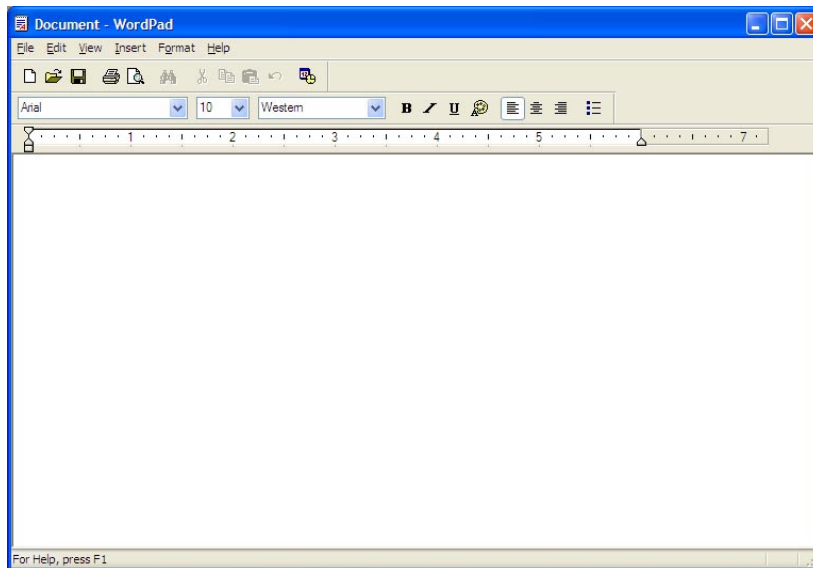 Document - WordPad
File Edit View Insert Format Help
Arial 10 Western B I U
1 2 3 4 5 7
For Help, press F1